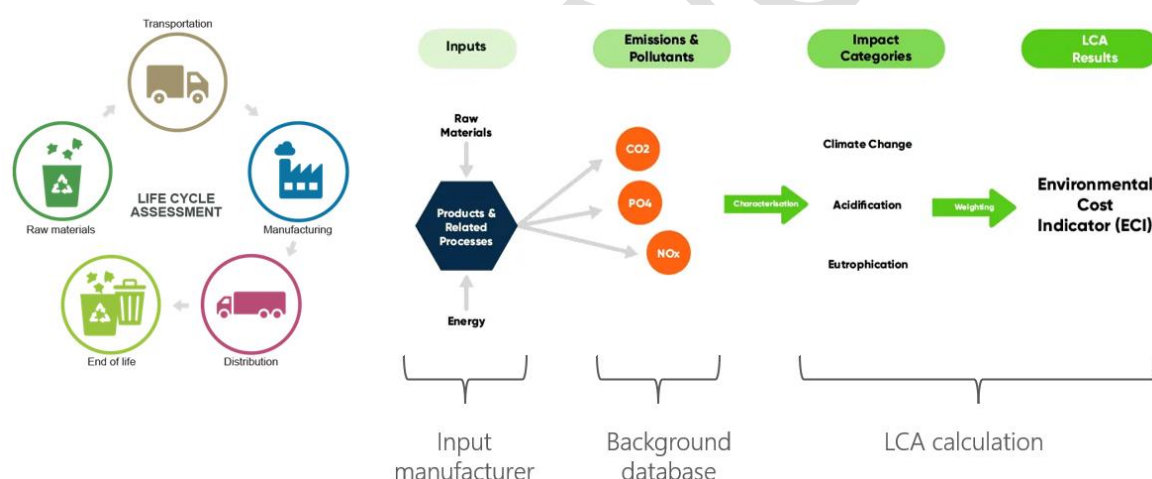 Transportation
Raw materials
LIFE CYCLE
ASSESSMENT
Manufacturing
End of life
Distribution
Inputs
Emissions &
Pollutants
Impact
Categories
LCA
Results
Raw
Materials
Products &
Related
Processes
Energy
CO2
PO4
NOx
Characterisation
Climate Change
Acidification
Eutrophication
Weighting
Environmental
Cost
Indicator (ECI)
Input
manufacturer
Background
database
LCA calculation